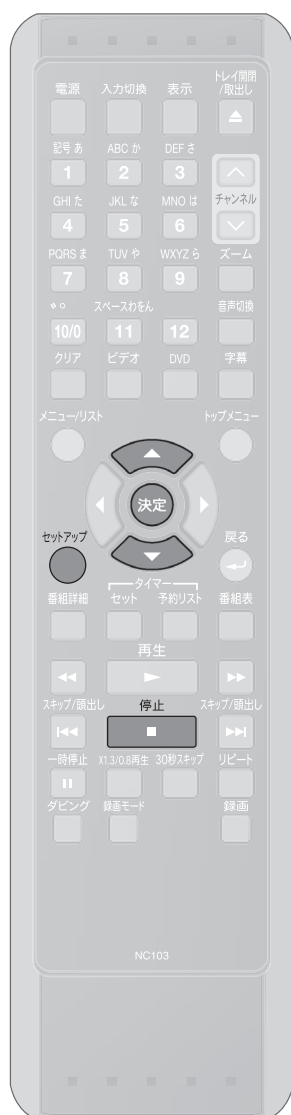 トレイ開閉
電源 入力切換 表示 /取出し
記号 あ ABC か DEF さ
1 2 3
GHI た JKL な MNO は チャンネル
4 5 6
PQRS ま TUV や WXYZ ら ズーム
7 8 9
゛゜ スペースわをん 音声切換
10/0 11 12
クリア ビデオ DVD 字幕
メニュー/リスト トップメニュー
決定
セットアップ 戻る
タイマー
番組詳細 セット 予約リスト 番組表
再生
スキップ/頭出し 停止 スキップ/頭出し
一時停止 X1.3/0.8再生 30秒スキップ リピート
ダビング 録画モード 録画
NC103